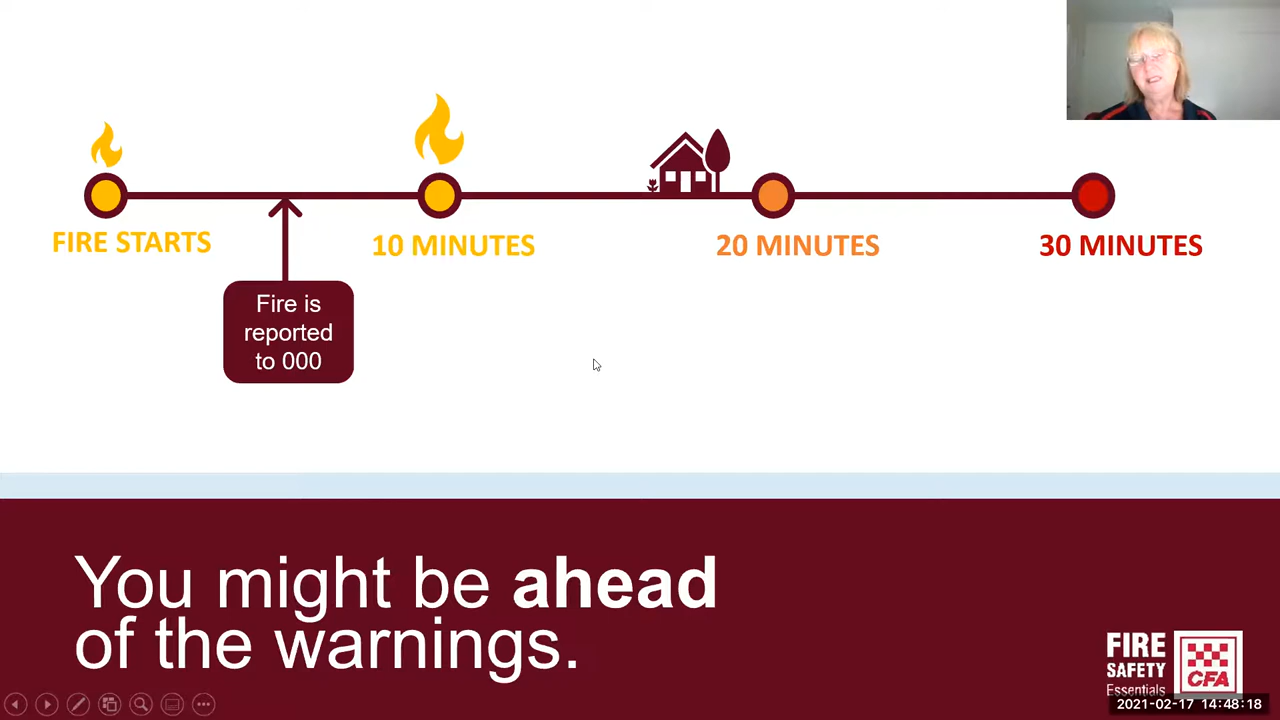 FIRE STARTS
10 MINUTES
20 MINUTES
30 MINUTES
Fire is
reported
to 000
You might be ahead
of the warnings.
FIRE
SAFETY
Essentials
CFA
2021-02-17 14:48:18